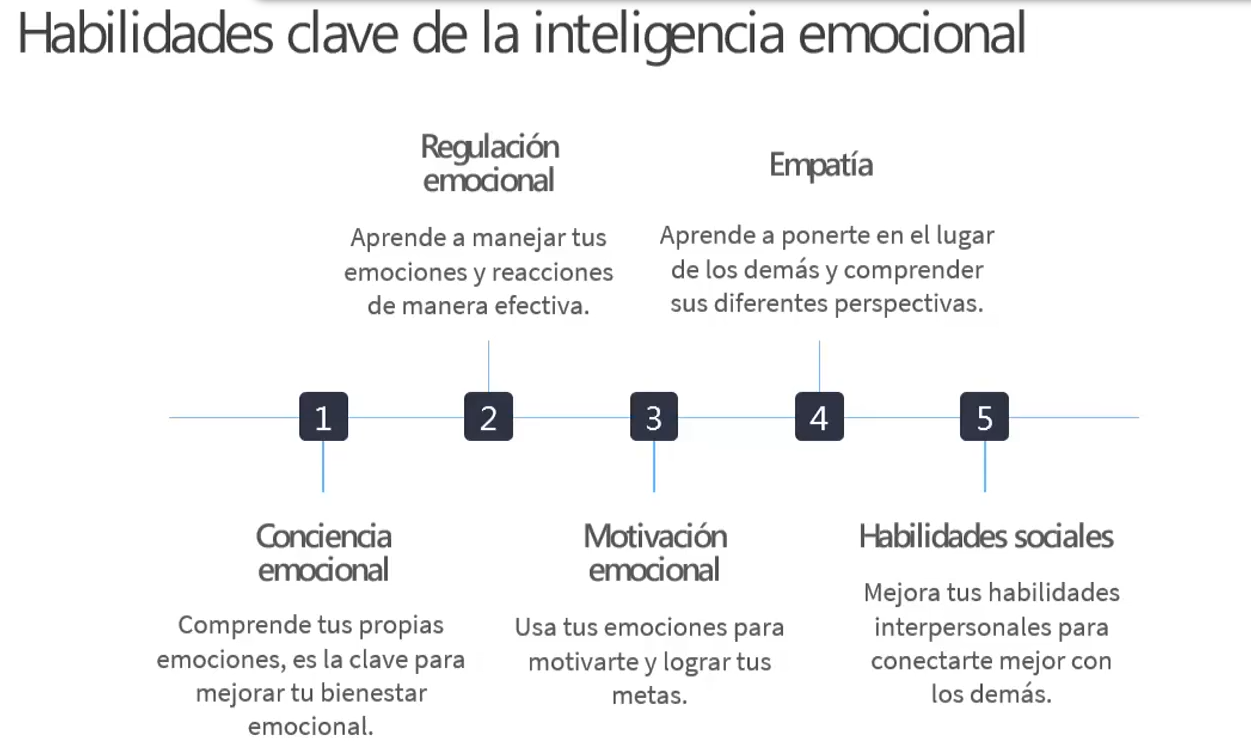 Habilidades clave de la inteligencia emocional
Regulación
emocional
Aprende a manejar tus
emociones y reacciones
de manera efectiva.
Empatía
Aprende a ponerte en el lugar
de los demás y comprender
sus diferentes perspectivas.
1
2
3
4
5
Conciencia
emocional
Comprende tus propias
emociones, es la clave para
mejorar tu bienestar
emocional.
Motivación
emocional
Usa tus emociones para
motivarte y lograr tus
metas.
Habilidades sociales
Mejora tus habilidades
interpersonales para
conectarte mejor con
los demás.